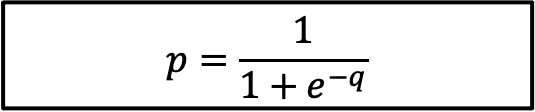 p = 1 / (1 + e^{-q})